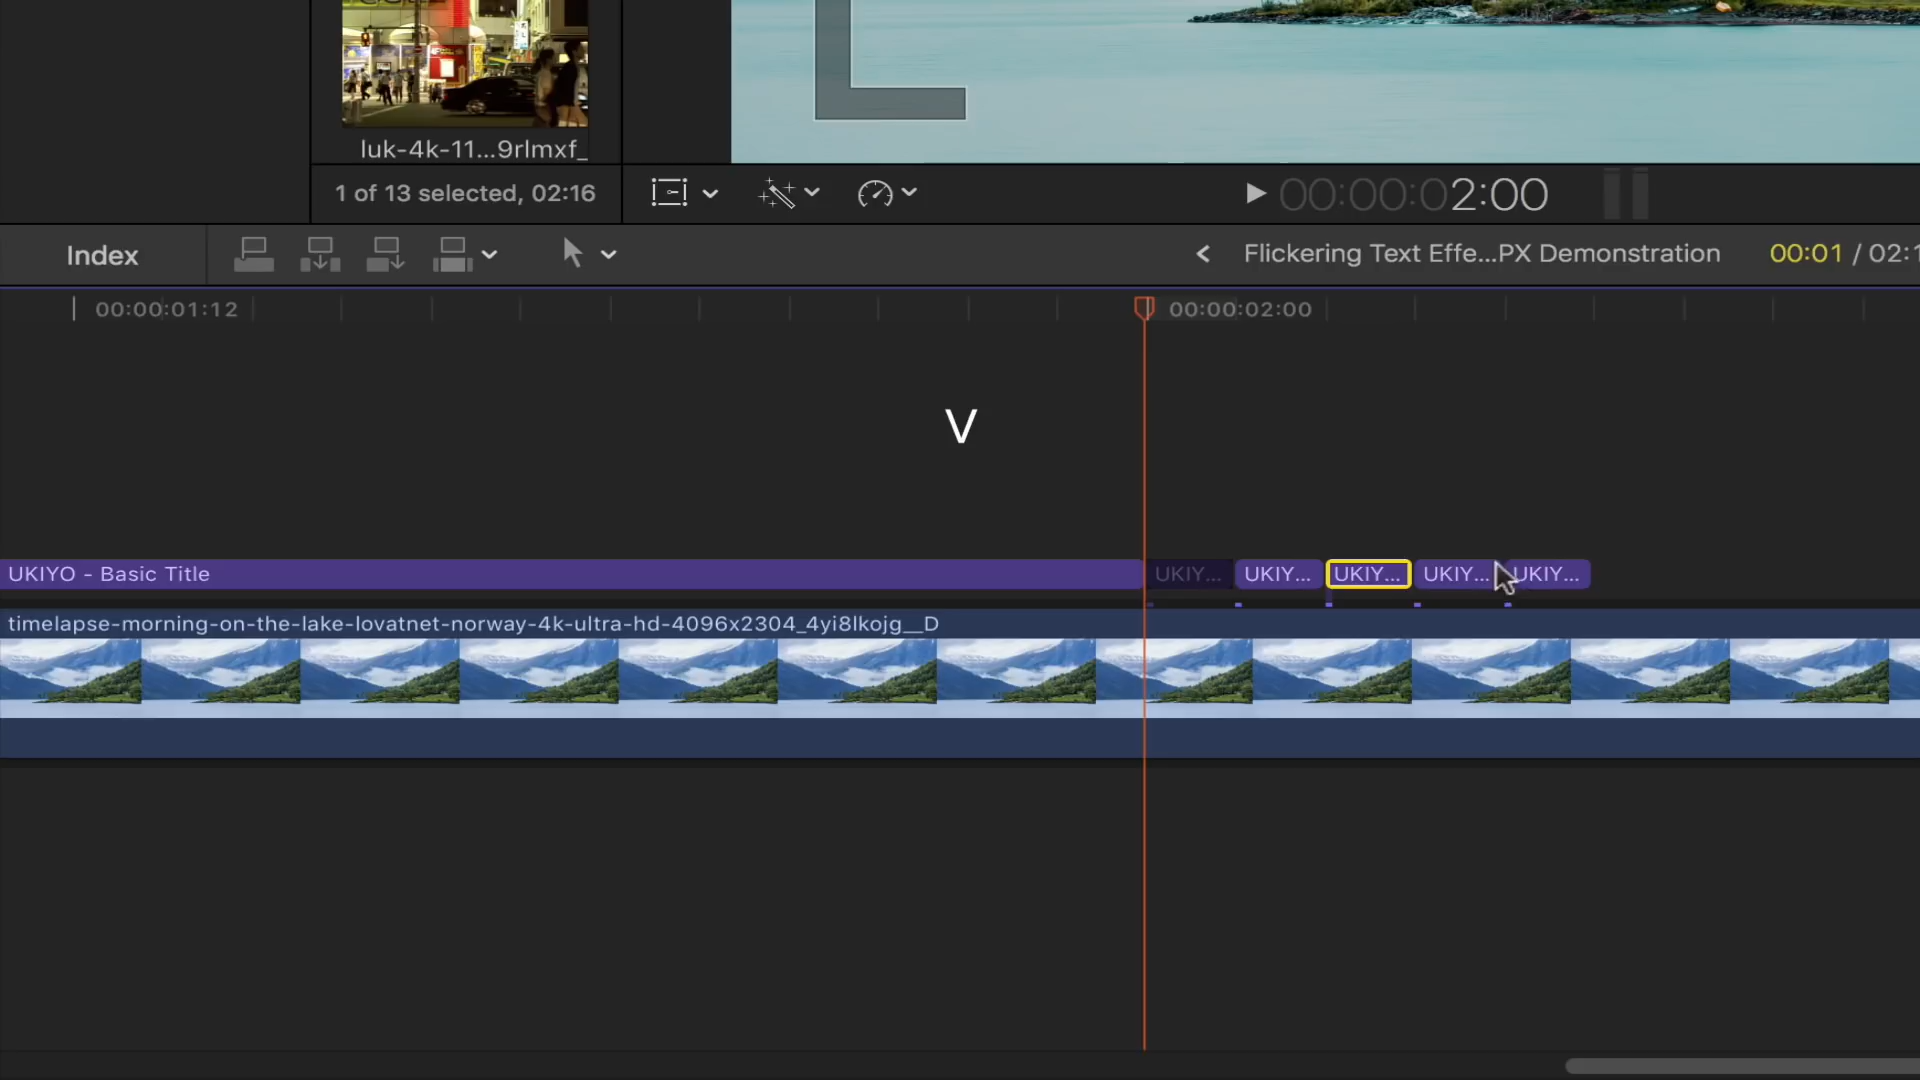 luk-4k-11...9rlmxf_
1 of 13 selected, 02:16
00:00:02:00
Index
Flickering Text Effe...PX Demonstration
00:01 / 02:1
00:00:01:12
00:00:02:00
V
UKIYO - Basic Title
UKIY...
UKIY...
UKIY...
UKIY...
UKIY...
timelapse-morning-on-the-lake-lovatnet-norway-4k-ultra-hd-4096x2304_4yi8lkojg__D